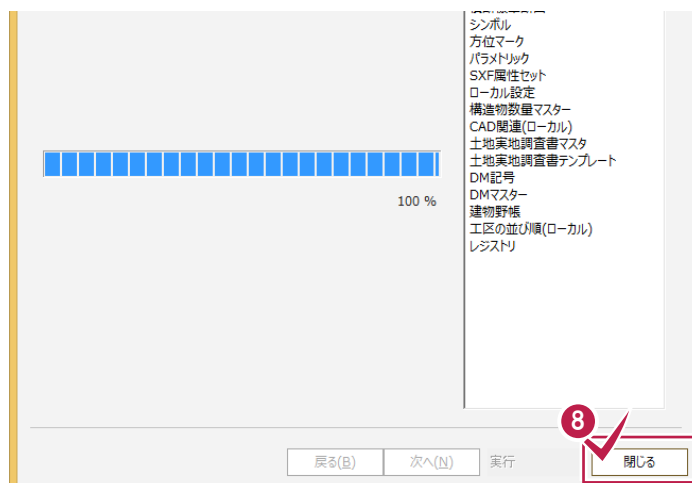 シンボル
方位マーク
パラメトリック
SXF属性セット
ローカル設定
構造物数量マスター
CAD関連(ローカル)
土地実地調査書マスタ
土地実地調査書テンプレート
DM記号
DMマスター
建物野帳
工区の並び順(ローカル)
レジストリ
100 %
8
戻る(B) 次へ(N) 実行 閉じる